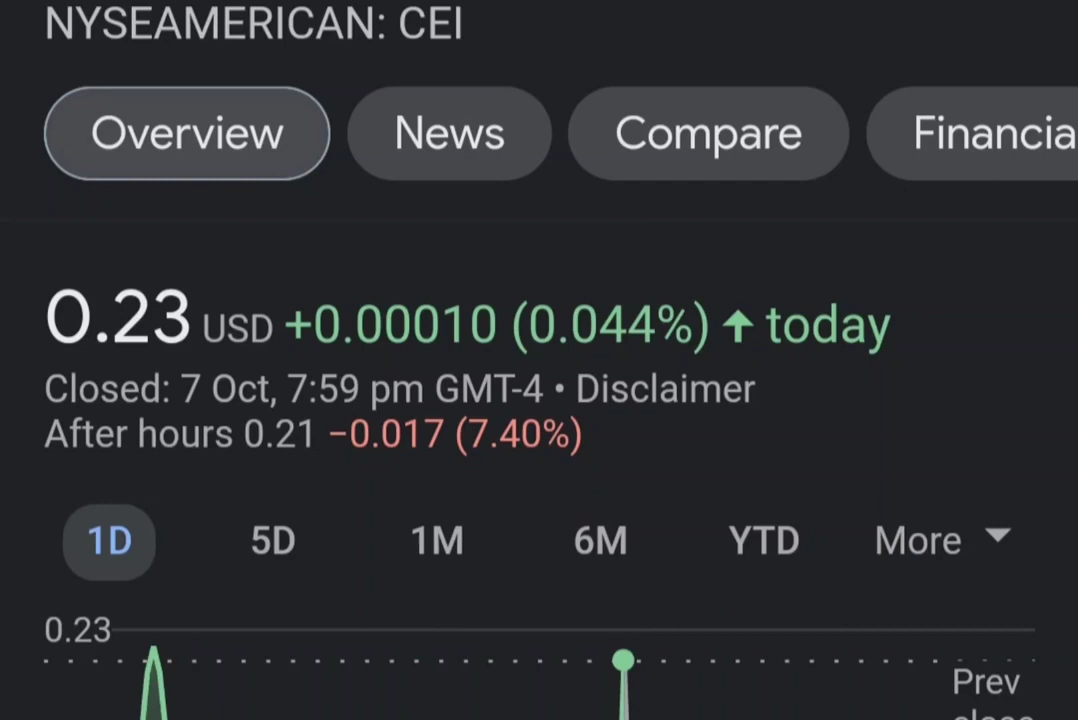 NYSEAMERICAN: CEI
Overview News Compare Financia
0.23 USD +0.00010 (0.044%) ↑ today
Closed: 7 Oct, 7:59 pm GMT-4 • Disclaimer
After hours 0.21 −0.017 (7.40%)
1D 5D 1M 6M YTD More
0.23
Prev
close